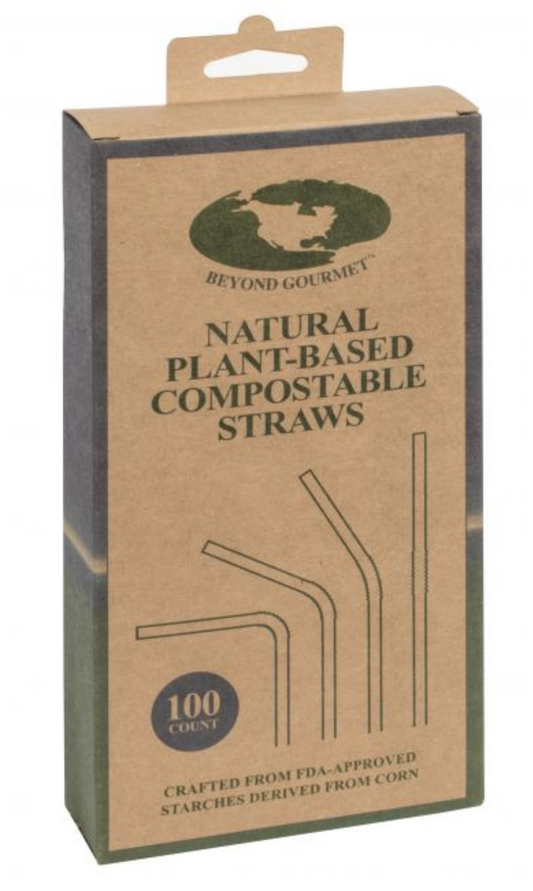 BEYOND GOURMET™
NATURAL
PLANT-BASED
COMPOSTABLE
STRAWS
100
COUNT
CRAFTED FROM FDA-APPROVED
STARCHES DERIVED FROM CORN